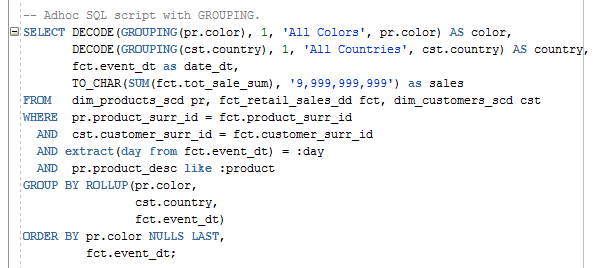 -- Adhoc SQL script with GROUPING.
SELECT DECODE(GROUPING(pr.color), 1, 'All Colors', pr.color) AS color,
DECODE(GROUPING(cst.country), 1, 'All Countries', cst.country) AS country,
fct.event_dt as date_dt,
TO_CHAR(SUM(fct.tot_sale_sum), '9,999,999,999') as sales
FROM dim_products_scd pr, fct_retail_sales_dd fct, dim_customers_scd cst
WHERE pr.product_surr_id = fct.product_surr_id
AND cst.customer_surr_id = fct.customer_surr_id
AND extract(day from fct.event_dt) = :day
AND pr.product_desc like :product
GROUP BY ROLLUP(pr.color,
cst.country,
fct.event_dt)
ORDER BY pr.color NULLS LAST,
fct.event_dt;